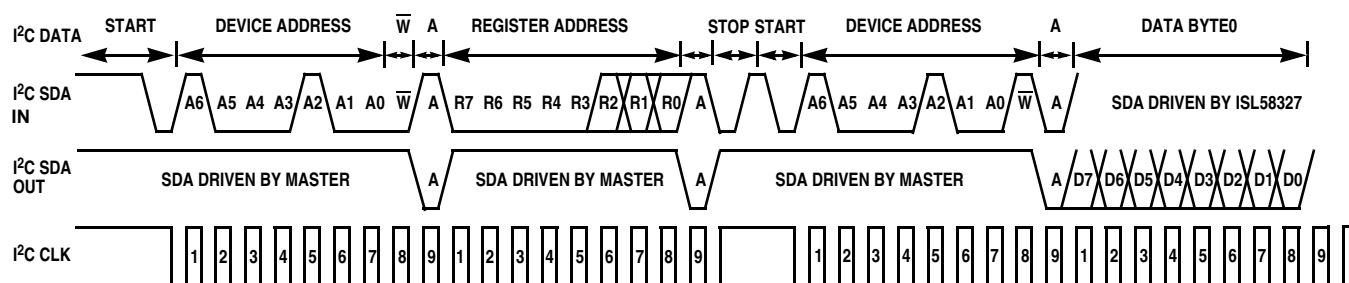 I²C DATA START DEVICE ADDRESS W̅ A REGISTER ADDRESS STOP START DEVICE ADDRESS A DATA BYTE0
I²C SDA IN A6 A5 A4 A3 A2 A1 A0 W̅ A R7 R6 R5 R4 R3 R2 R1 R0 A A6 A5 A4 A3 A2 A1 A0 W̅ A SDA DRIVEN BY ISL58327
I²C SDA OUT SDA DRIVEN BY MASTER A SDA DRIVEN BY MASTER A SDA DRIVEN BY MASTER A D7 D6 D5 D4 D3 D2 D1 D0
I²C CLK 1 2 3 4 5 6 7 8 9 1 2 3 4 5 6 7 8 9 1 2 3 4 5 6 7 8 9 1 2 3 4 5 6 7 8 9